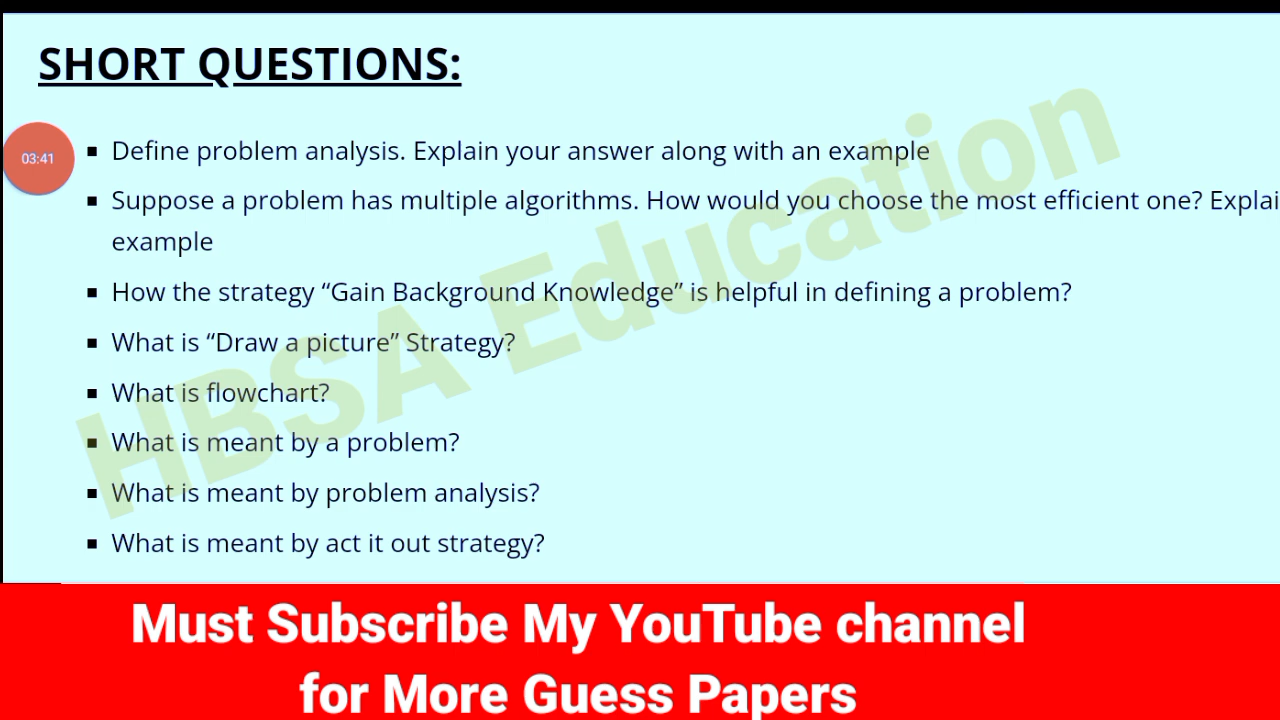 SHORT QUESTIONS:
03:41
▪ Define problem analysis. Explain your answer along with an example
▪ Suppose a problem has multiple algorithms. How would you choose the most efficient one? Explai
example
▪ How the strategy “Gain Background Knowledge” is helpful in defining a problem?
▪ What is “Draw a picture” Strategy?
▪ What is flowchart?
▪ What is meant by a problem?
▪ What is meant by problem analysis?
▪ What is meant by act it out strategy?
HBSA Education
Must Subscribe My YouTube channel
for More Guess Papers